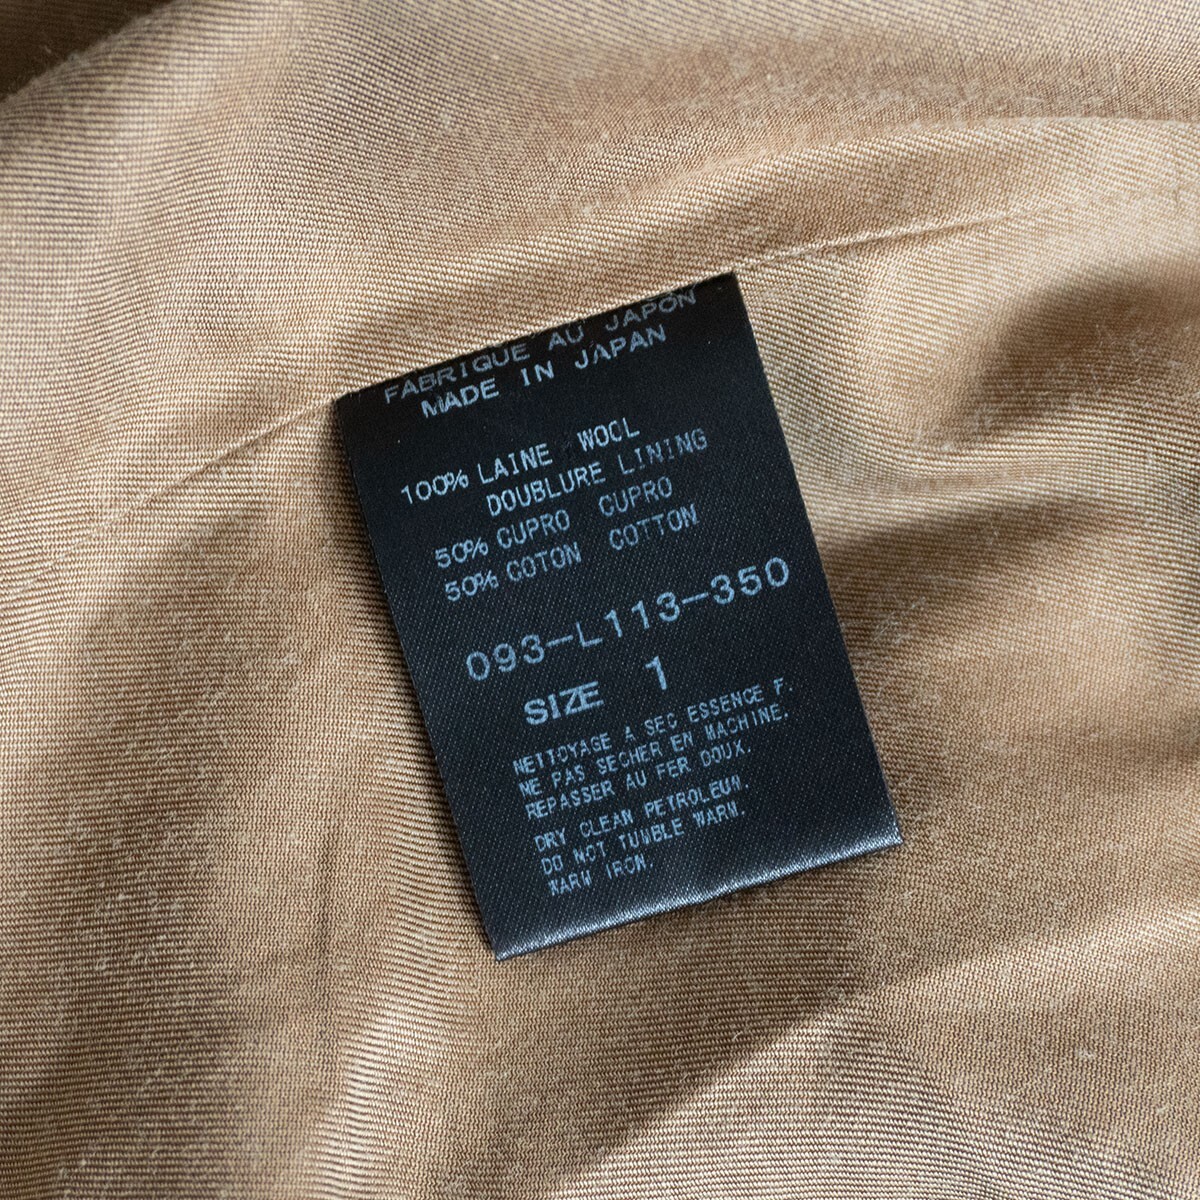 FABRIQUE AU JAPON
MADE IN JAPAN
100% LAINE WOOL
DOUBLURE LINING
50% CUPRO CUPRO
50% COTON COTTON
093-L113-350
SIZE 1
NETTOYAGE A SEC ESSENCE F.
NE PAS SECHER EN MACHINE.
REPASSER AU FER DOUX.
DRY CLEAN PETROLEUM.
DO NOT TUMBLE WARM.
WARM IRON.